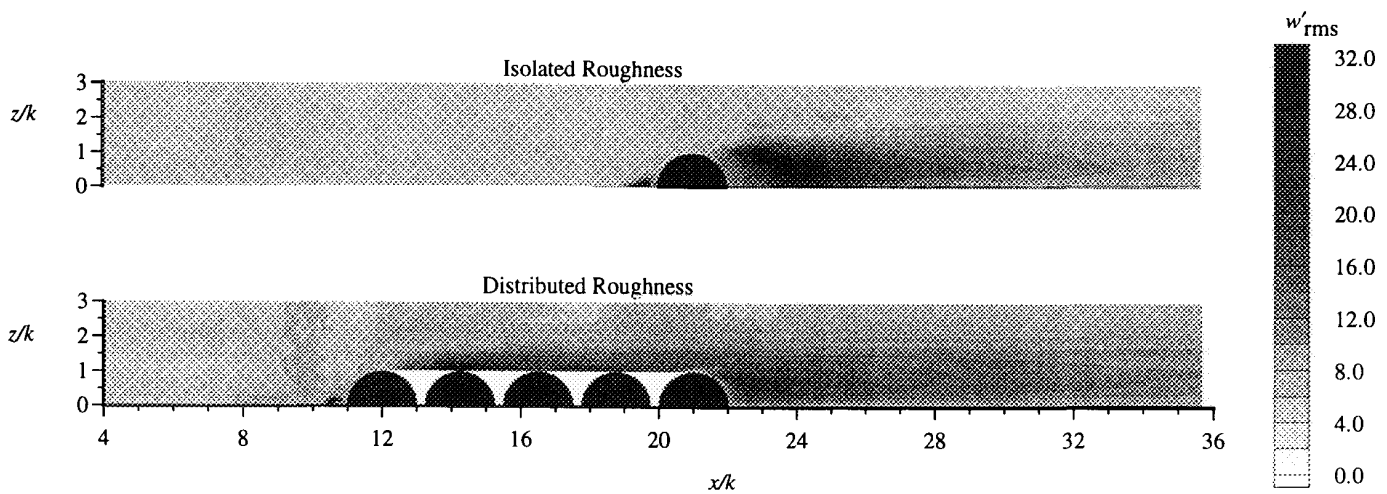 w'rms
Isolated Roughness
z/k
3
2
1
0
Distributed Roughness
z/k
3
2
1
0
4 8 12 16 20 24 28 32 36
x/k
32.0
28.0
24.0
20.0
16.0
12.0
8.0
4.0
0.0